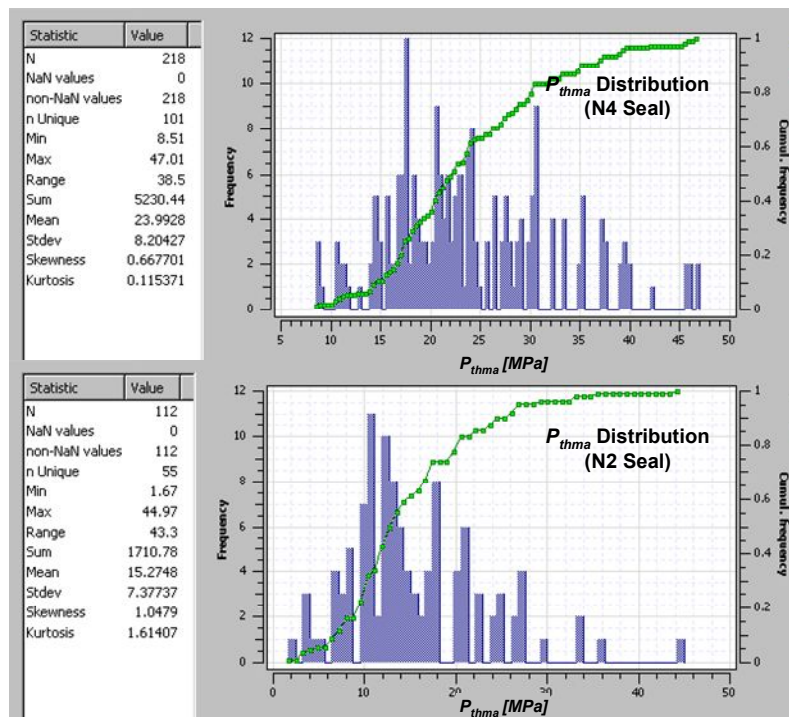 Statistic Value
N 218
NaN values 0
non-NaN values 218
n Unique 101
Min 8.51
Max 47.01
Range 38.5
Sum 5230.44
Mean 23.9928
Stdev 8.20427
Skewness 0.667701
Kurtosis 0.115371
P_thma Distribution
(N4 Seal)
Frequency
12
10
8
6
4
2
0
Cumul. frequency
1
0.8
0.6
0.4
0.2
0
5 10 15 20 25 30 35 40 45 50
P_thma [MPa]
Statistic Value
N 112
NaN values 0
non-NaN values 112
n Unique 55
Min 1.67
Max 44.97
Range 43.3
Sum 1710.78
Mean 15.2748
Stdev 7.37737
Skewness 1.0479
Kurtosis 1.61407
P_thma Distribution
(N2 Seal)
Frequency
12
10
8
6
4
2
0
Cumul. frequency
1
0.8
0.6
0.4
0.2
0
0 10 20 30 40 50
P_thma [MPa]